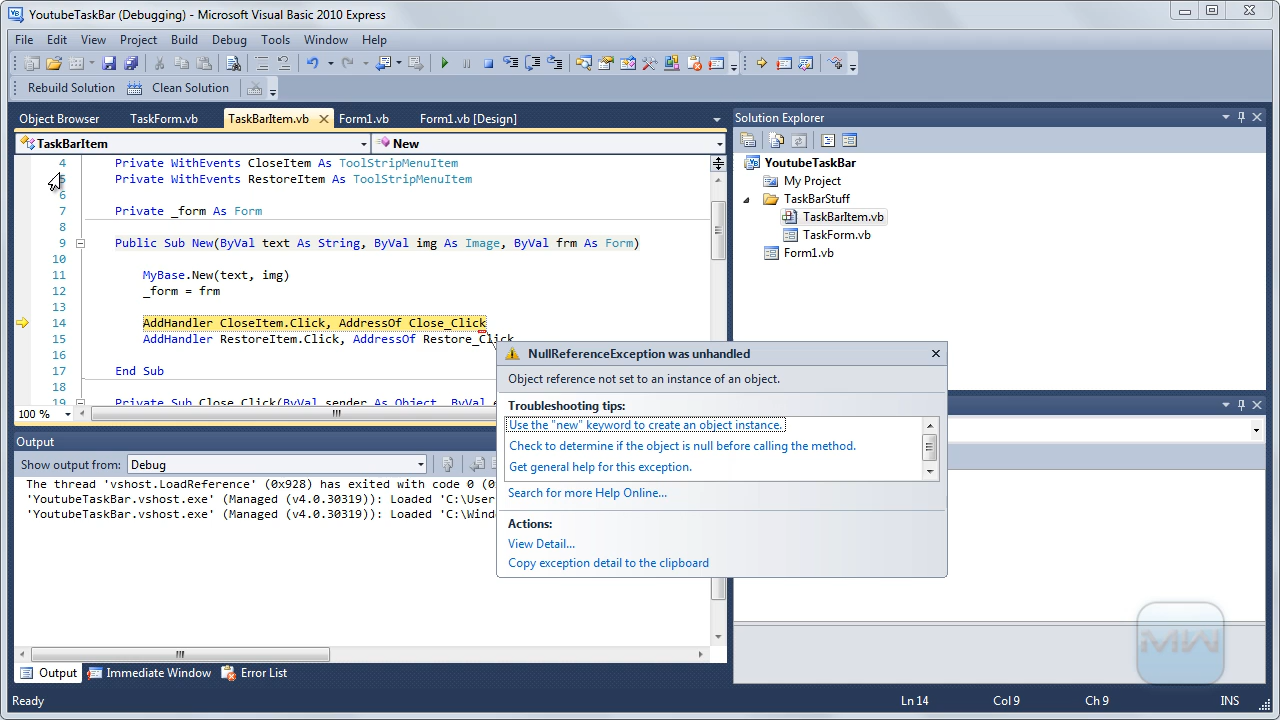 YoutubeTaskBar (Debugging) - Microsoft Visual Basic 2010 Express
File Edit View Project Build Debug Tools Window Help
Rebuild Solution Clean Solution
Object Browser TaskForm.vb TaskBarItem.vb Form1.vb Form1.vb [Design]
TaskBarItem New
4 Private WithEvents CloseItem As ToolStripMenuItem
5 Private WithEvents RestoreItem As ToolStripMenuItem
6
7 Private _form As Form
8
9 Public Sub New(ByVal text As String, ByVal img As Image, ByVal frm As Form)
10
11 MyBase.New(text, img)
12 _form = frm
13
14 AddHandler CloseItem.Click, AddressOf Close_Click
15 AddHandler RestoreItem.Click, AddressOf Restore_Click
16
17 End Sub
18
19 Private Sub Close_Click(ByVal sender As Object, ByVal e
100 %
Solution Explorer
YoutubeTaskBar
My Project
TaskBarStuff
TaskBarItem.vb
TaskForm.vb
Form1.vb
NullReferenceException was unhandled
Object reference not set to an instance of an object.
Troubleshooting tips:
Use the "new" keyword to create an object instance.
Check to determine if the object is null before calling the method.
Get general help for this exception.
Search for more Help Online...
Actions:
View Detail...
Copy exception detail to the clipboard
Output
Show output from: Debug
The thread 'vshost.LoadReference' (0x928) has exited with code 0 (0
'YoutubeTaskBar.vshost.exe' (Managed (v4.0.30319)): Loaded 'C:\User
'YoutubeTaskBar.vshost.exe' (Managed (v4.0.30319)): Loaded 'C:\Wind
Output Immediate Window Error List
MW
Ready Ln 14 Col 9 Ch 9 INS